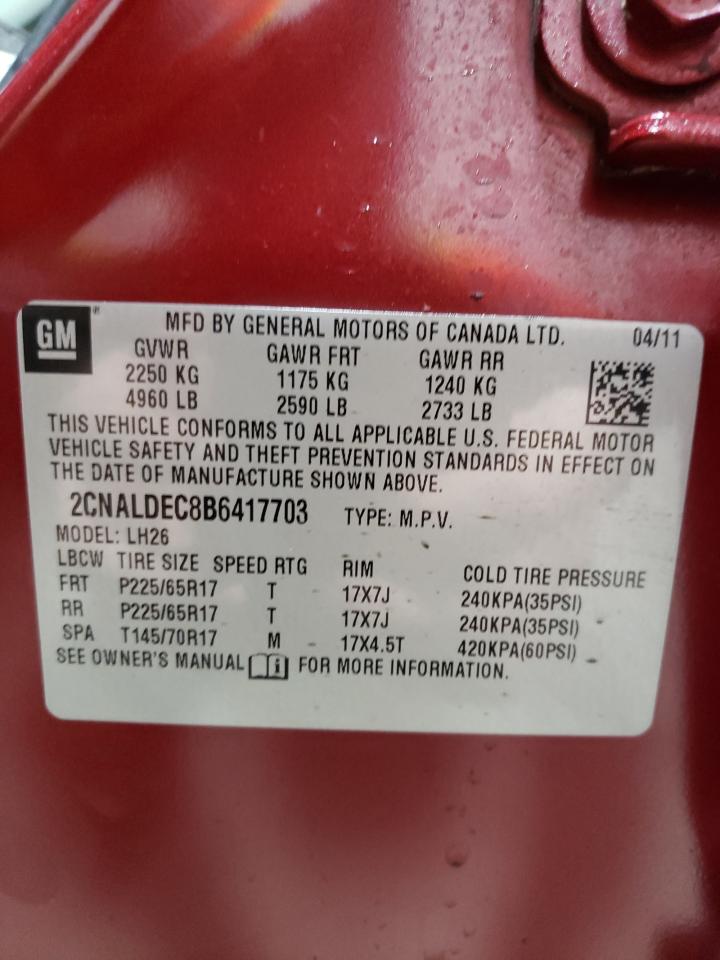 GM MFD BY GENERAL MOTORS OF CANADA LTD. 04/11
GVWR GAWR FRT GAWR RR
2250 KG 1175 KG 1240 KG
4960 LB 2590 LB 2733 LB
THIS VEHICLE CONFORMS TO ALL APPLICABLE U.S. FEDERAL MOTOR
VEHICLE SAFETY AND THEFT PREVENTION STANDARDS IN EFFECT ON
THE DATE OF MANUFACTURE SHOWN ABOVE.
2CNALDEC8B6417703 TYPE: M.P.V.
MODEL: LH26
LBCW TIRE SIZE SPEED RTG RIM COLD TIRE PRESSURE
FRT P225/65R17 T 17X7J 240KPA(35PSI)
RR P225/65R17 T 17X7J 240KPA(35PSI)
SPA T145/70R17 M 17X4.5T 420KPA(60PSI)
SEE OWNER'S MANUAL i FOR MORE INFORMATION.